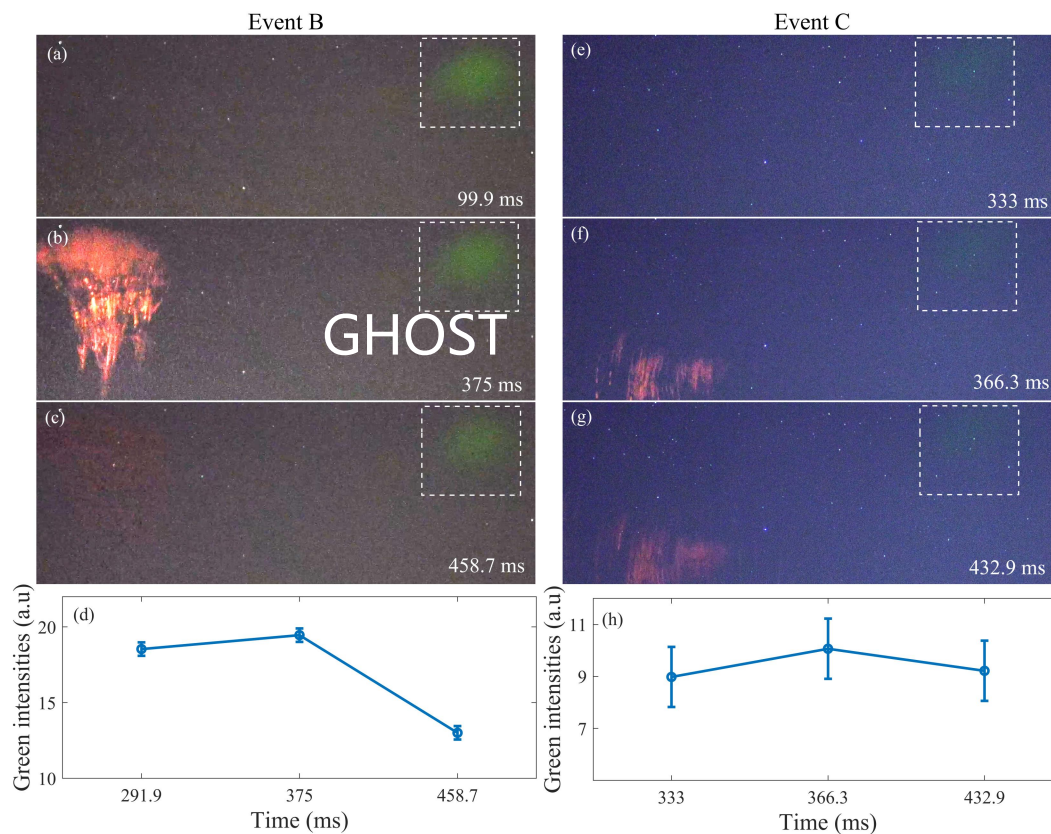 Event B
(a)
99.9 ms
(b)
GHOST
375 ms
(c)
458.7 ms
Green intensities (a.u)
(d)
20
15
10
291.9
375
458.7
Time (ms)
Event C
(e)
333 ms
(f)
366.3 ms
(g)
432.9 ms
Green intensities (a.u)
(h)
11
9
7
333
366.3
432.9
Time (ms)